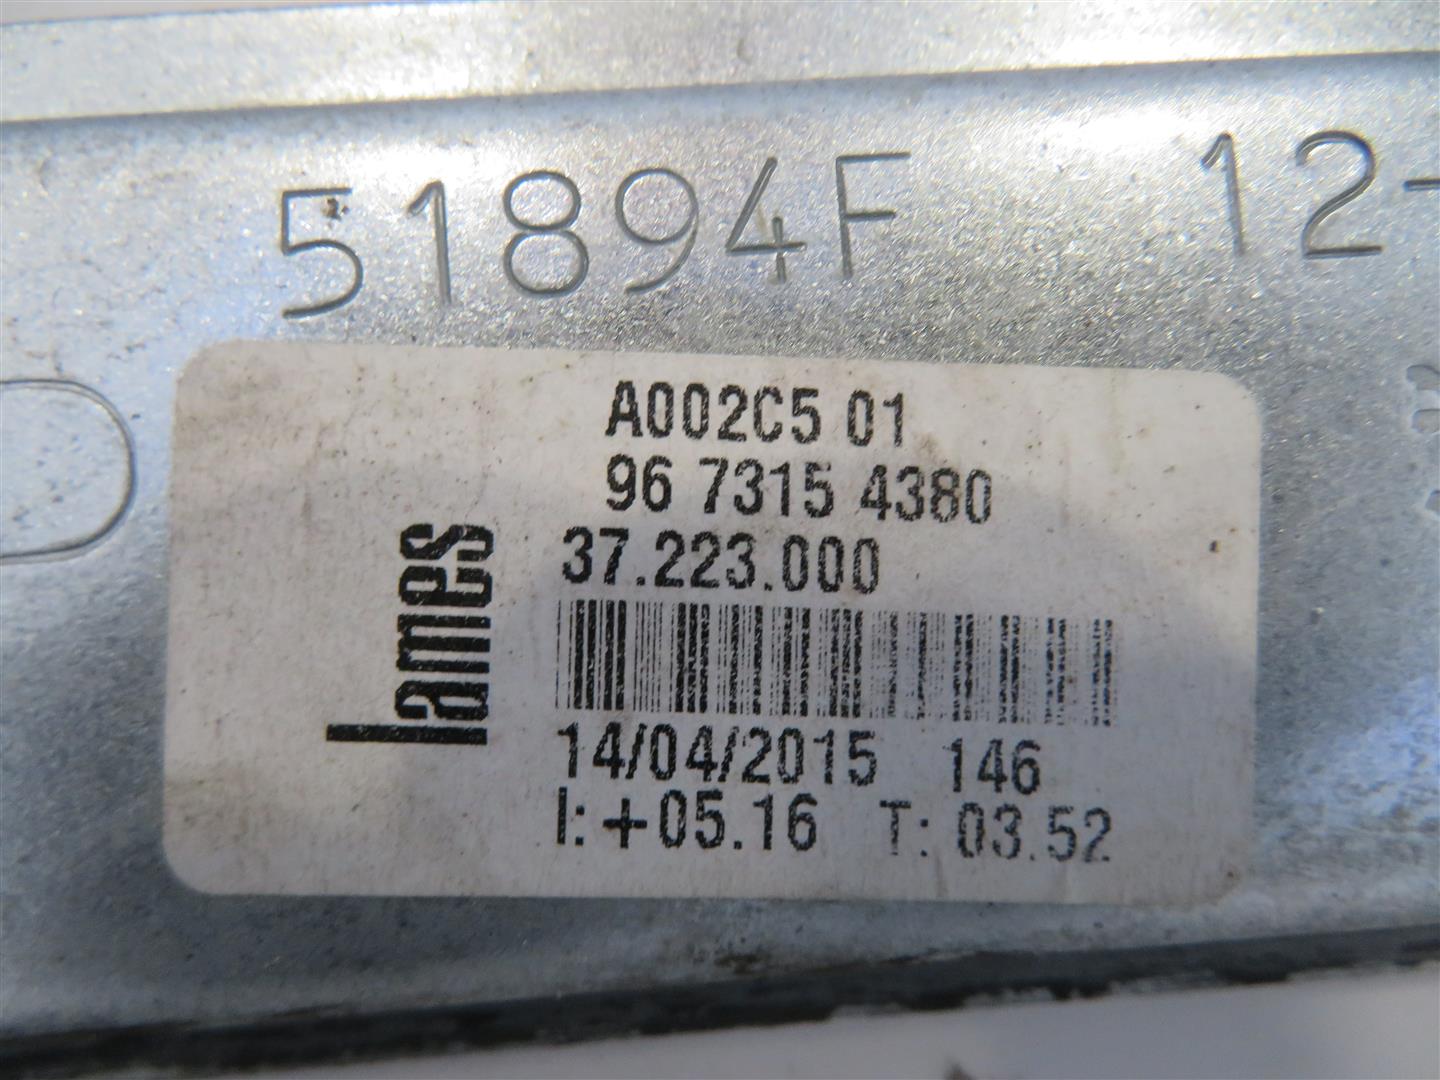 51894F 12-
A002C5 01
96 7315 4380
37.223.000
lames
14/04/2015 146
I: +05.16 T: 03.52